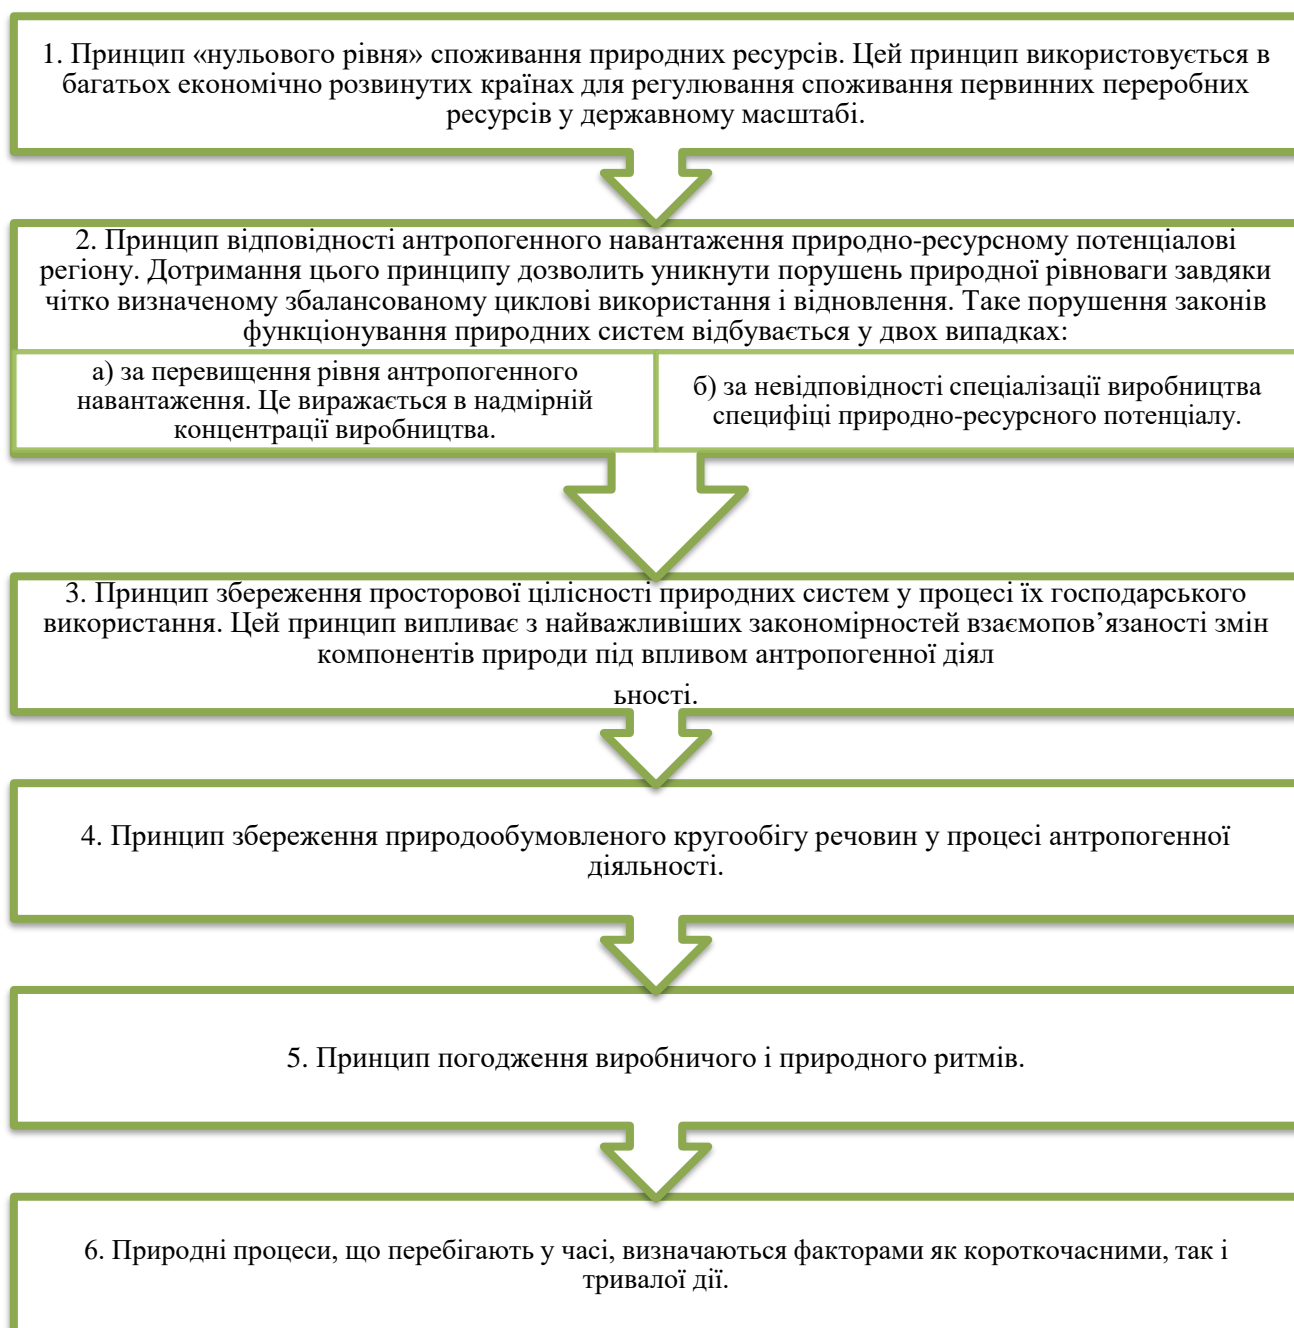 1. Принцип «нульового рівня» споживання природних ресурсів. Цей принцип використовується в
багатьох економічно розвинутих країнах для регулювання споживання первинних переробних
ресурсів у державному масштабі.
2. Принцип відповідності антропогенного навантаження природно-ресурсному потенціалові
регіону. Дотримання цього принципу дозволить уникнути порушень природної рівноваги завдяки
чітко визначеному збалансованому циклові використання і відновлення. Таке порушення законів
функціонування природних систем відбувається у двох випадках:
а) за перевищення рівня антропогенного
навантаження. Це виражається в надмірній
концентрації виробництва.
б) за невідповідності спеціалізації виробництва
специфіці природно-ресурсного потенціалу.
3. Принцип збереження просторової цілісності природних систем у процесі їх господарського
використання. Цей принцип випливає з найважливіших закономірностей взаємопов’язаності змін
компонентів природи під впливом антропогенної діял
ьності.
4. Принцип збереження природообумовленого кругообігу речовин у процесі антропогенної
діяльності.
5. Принцип погодження виробничого і природного ритмів.
6. Природні процеси, що перебігають у часі, визначаються факторами як короткочасними, так і
тривалої дії.